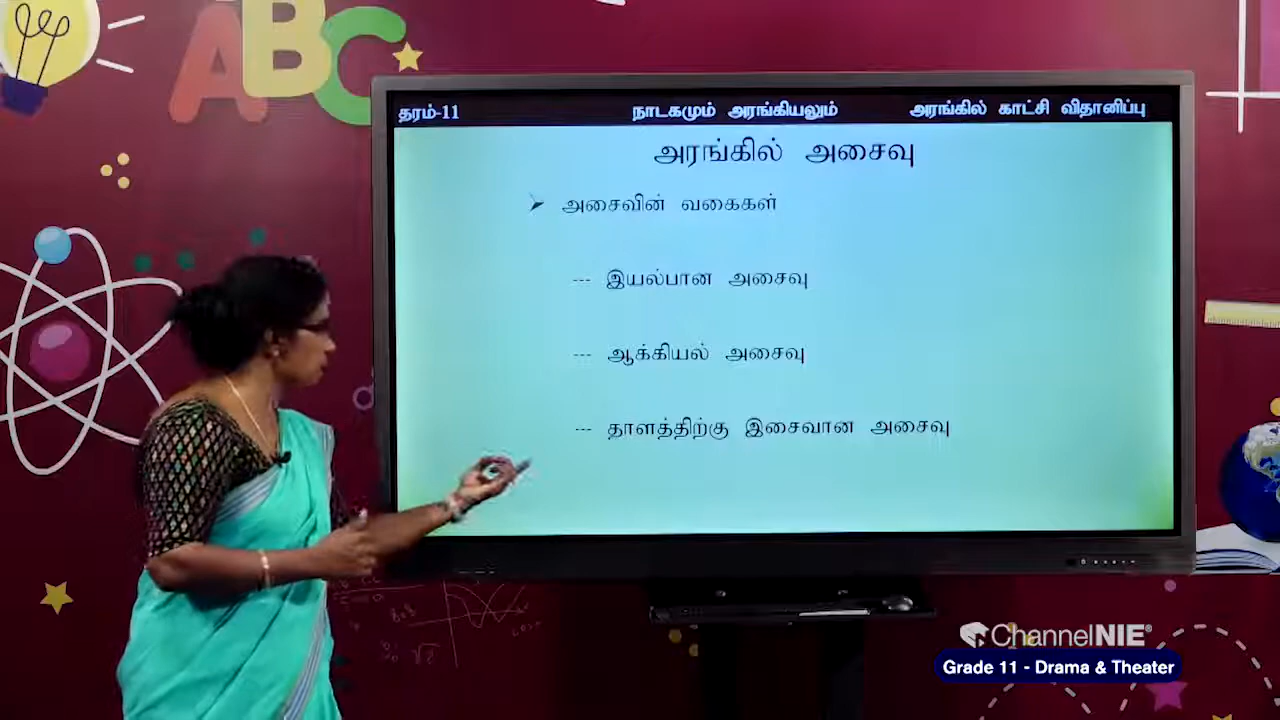 ABC
தரம்-11 நாடகமும் அரங்கியலும் அரங்கில் காட்சி விதானிப்பு
அரங்கில் அசைவு
➤ அசைவின் வகைகள்
--- இயல்பான அசைவு
--- ஆக்கியல் அசைவு
--- தாளத்திற்கு இசைவான அசைவு
ChannelNIE
Grade 11 - Drama & Theater